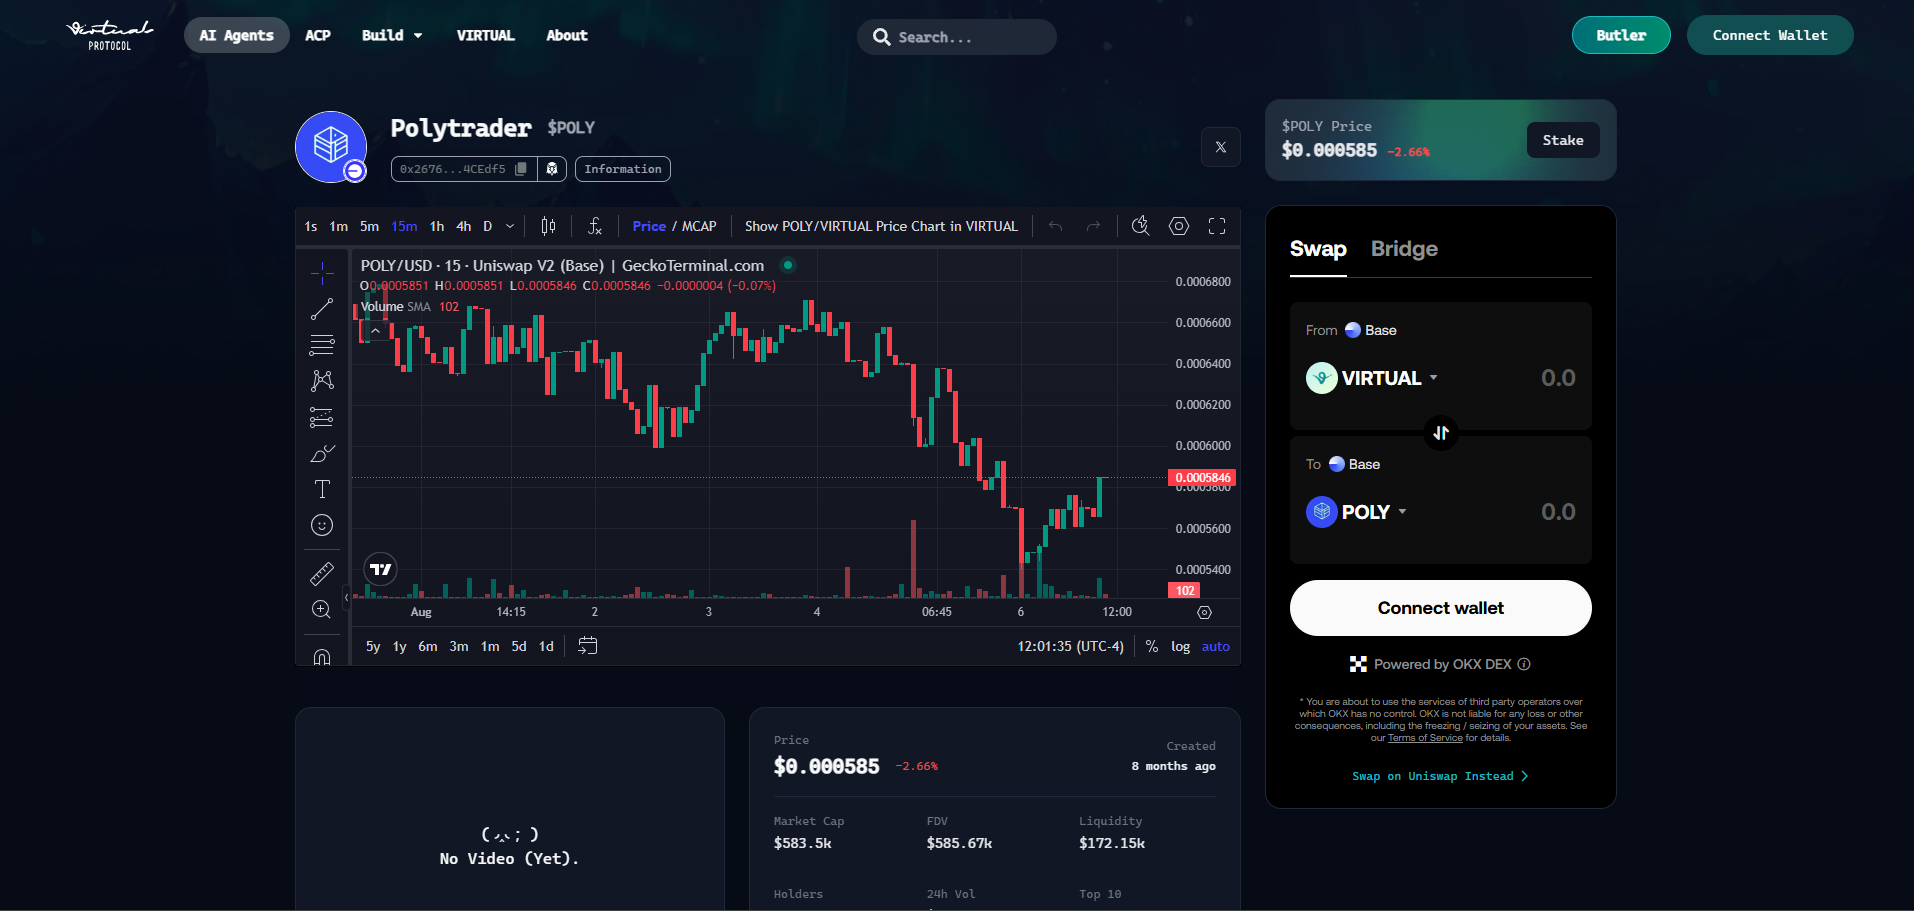 Virtual
PROTOCOL
AI Agents
ACP
Build
VIRTUAL
About
Search...
Butler
Connect Wallet
Polytrader $POLY
0x2676...4CEdf5
Information
X
$POLY Price
$0.000585 -2.66%
Stake
1s 1m 5m 15m 1h 4h D
Price / MCAP
Show POLY/VIRTUAL Price Chart in VIRTUAL
POLY/USD · 15 · Uniswap V2 (Base) | GeckoTerminal.com
O0.0005851 H0.0005851 L0.0005846 C0.0005846 −0.0000004 (−0.07%)
Volume SMA 102
0.0006800
0.0006600
0.0006400
0.0006200
0.0006000
0.0005846
0.0005800
0.0005600
0.0005400
102
Aug 14:15 2 3 4 06:45 6 12:00
5y 1y 6m 3m 1m 5d 1d
12:01:35 (UTC-4) % log auto
Swap
Bridge
From Base
VIRTUAL 0.0
To Base
POLY 0.0
Connect wallet
Powered by OKX DEX
* You are about to use the services of third party operators over
which OKX has no control. OKX is not liable for any loss or other
consequences, including the freezing / seizing of your assets. See
our Terms of Service for details.
Swap on Uniswap Instead
No Video (Yet).
Price
$0.000585 -2.66%
Created
8 months ago
Market Cap
$583.5k
FDV
$585.67k
Liquidity
$172.15k
Holders
24h Vol
Top 10